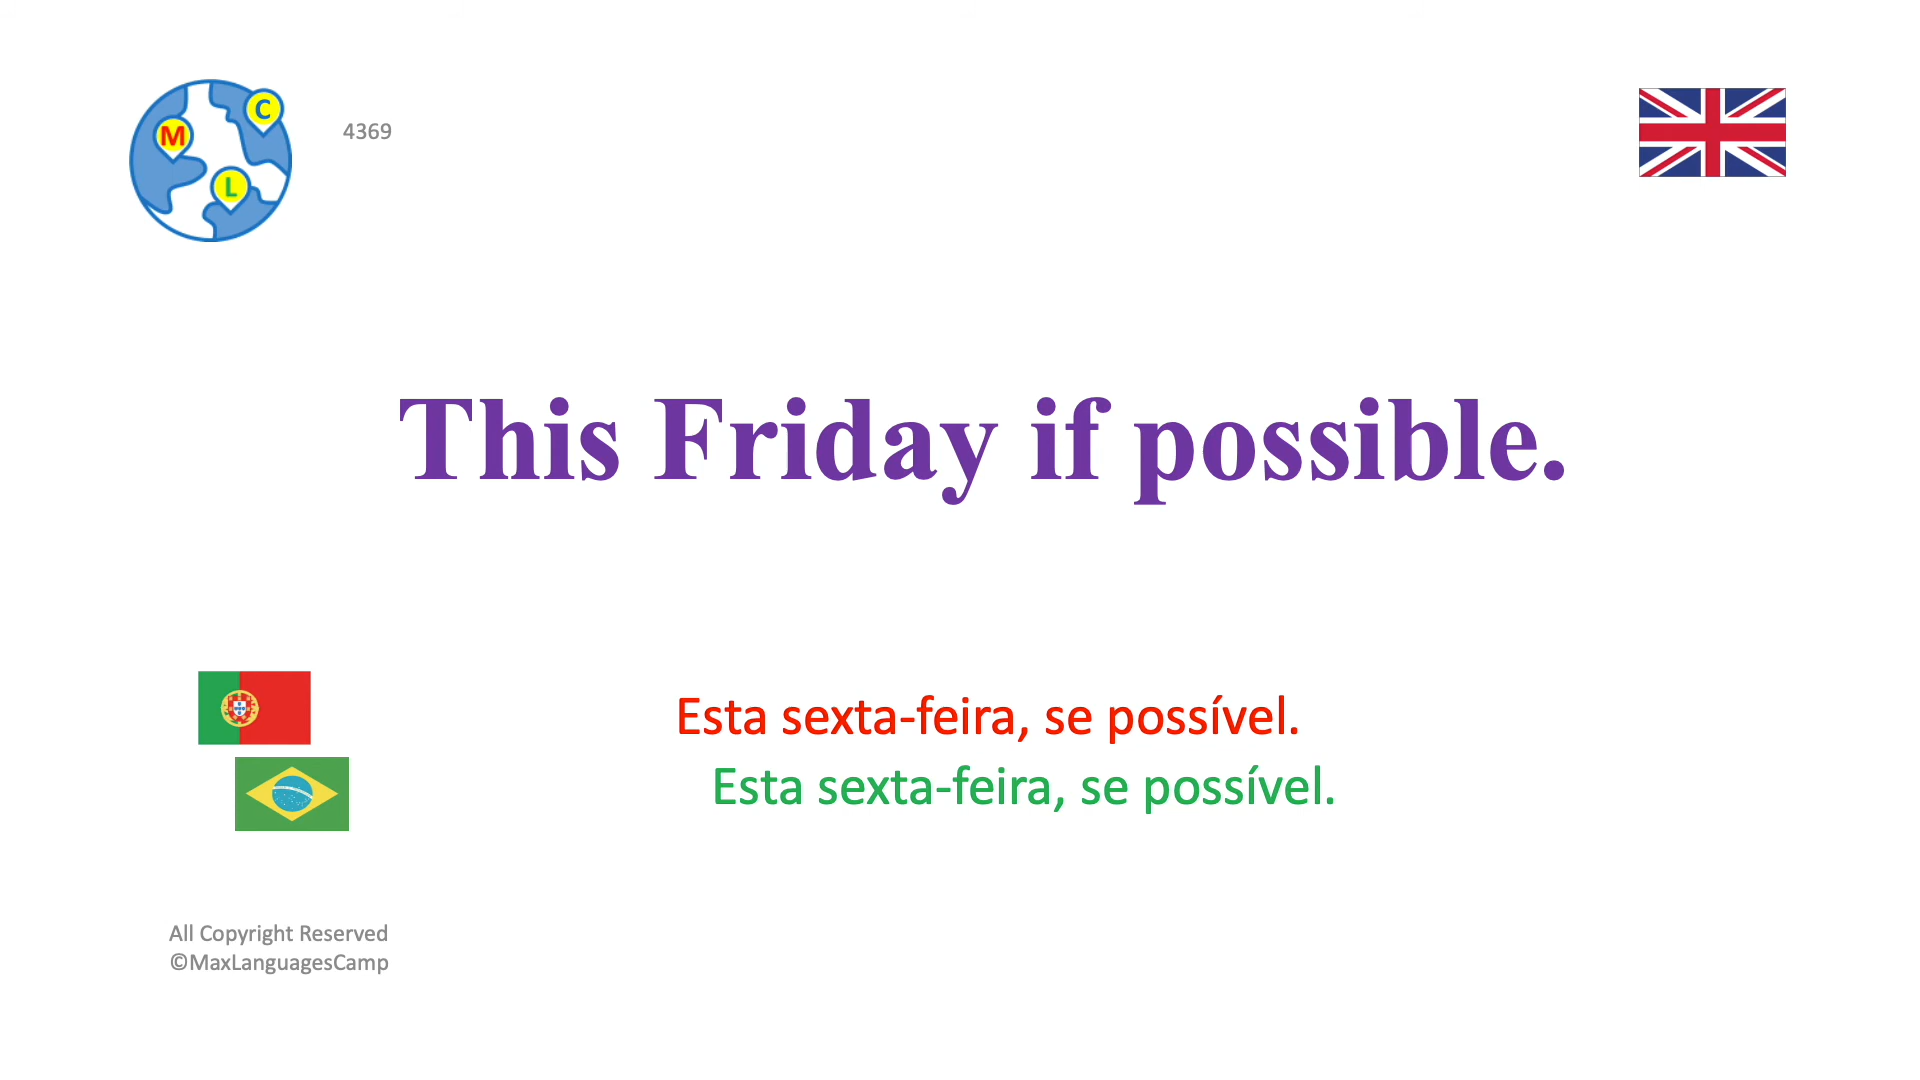 M
C
L
4369
This Friday if possible.
Esta sexta-feira, se possível.
Esta sexta-feira, se possível.
All Copyright Reserved
©MaxLanguagesCamp